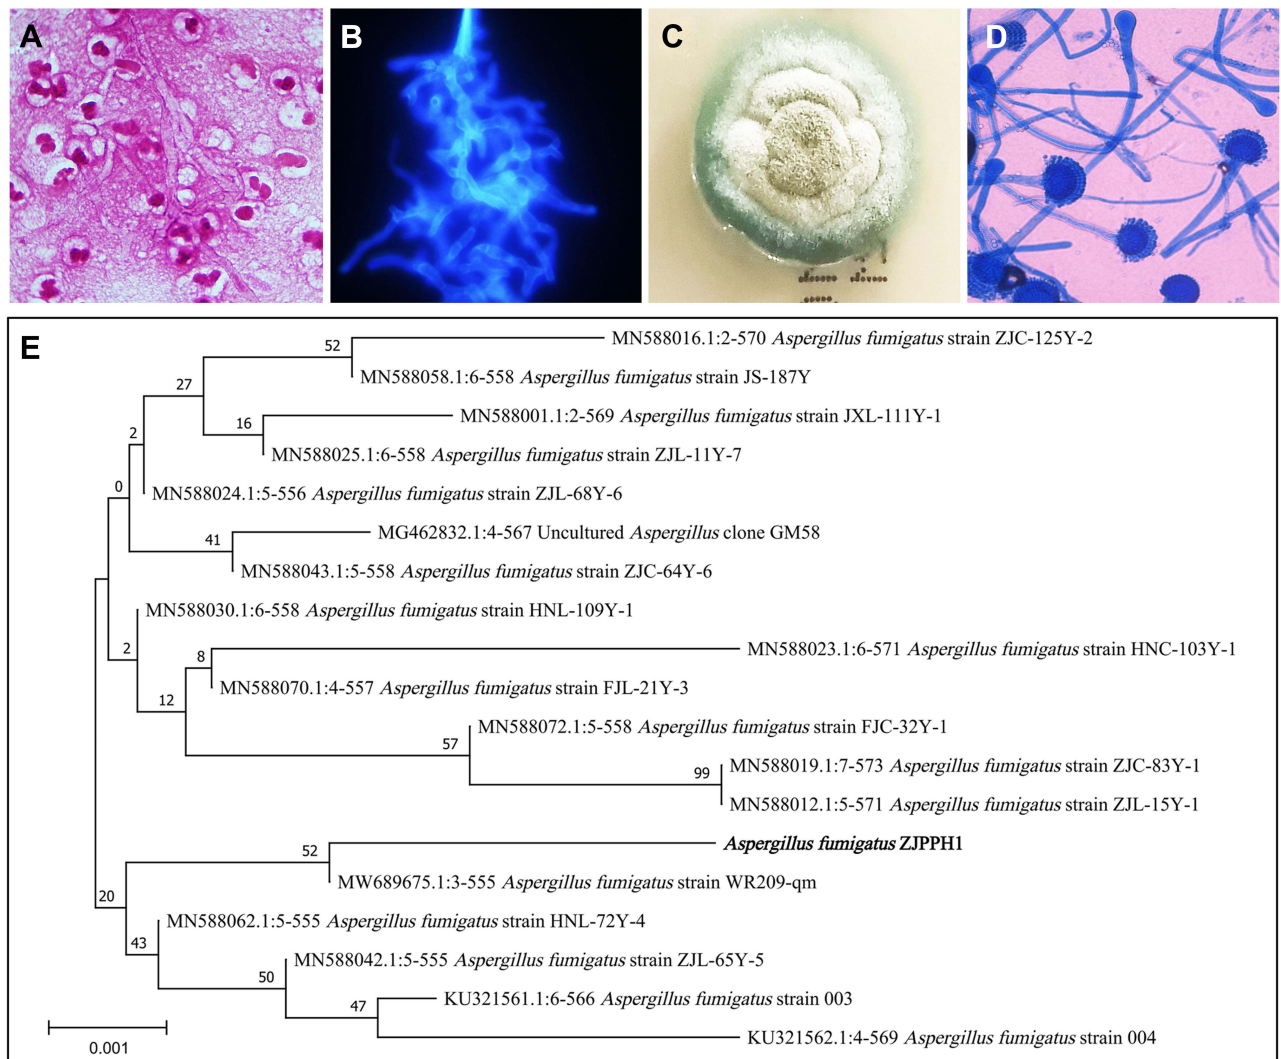 A
B
C
D
E
52
MN588016.1:2-570 Aspergillus fumigatus strain ZJC-125Y-2
MN588058.1:6-558 Aspergillus fumigatus strain JS-187Y
27
16
MN588001.1:2-569 Aspergillus fumigatus strain JXL-111Y-1
MN588025.1:6-558 Aspergillus fumigatus strain ZJL-11Y-7
2
MN588024.1:5-556 Aspergillus fumigatus strain ZJL-68Y-6
0
41
MG462832.1:4-567 Uncultured Aspergillus clone GM58
MN588043.1:5-558 Aspergillus fumigatus strain ZJC-64Y-6
MN588030.1:6-558 Aspergillus fumigatus strain HNL-109Y-1
2
8
MN588023.1:6-571 Aspergillus fumigatus strain HNC-103Y-1
MN588070.1:4-557 Aspergillus fumigatus strain FJL-21Y-3
12
MN588072.1:5-558 Aspergillus fumigatus strain FJC-32Y-1
57
99
MN588019.1:7-573 Aspergillus fumigatus strain ZJC-83Y-1
MN588012.1:5-571 Aspergillus fumigatus strain ZJL-15Y-1
Aspergillus fumigatus ZJPPH1
52
MW689675.1:3-555 Aspergillus fumigatus strain WR209-qm
20
MN588062.1:5-555 Aspergillus fumigatus strain HNL-72Y-4
43
MN588042.1:5-555 Aspergillus fumigatus strain ZJL-65Y-5
50
47
KU321561.1:6-566 Aspergillus fumigatus strain 003
KU321562.1:4-569 Aspergillus fumigatus strain 004
0.001